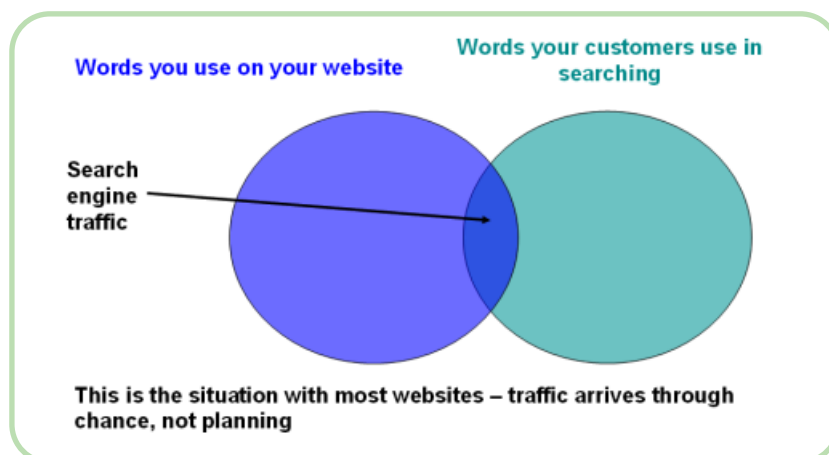 Words you use on your website
Words your customers use in
searching
Search
engine
traffic
This is the situation with most websites – traffic arrives through
chance, not planning